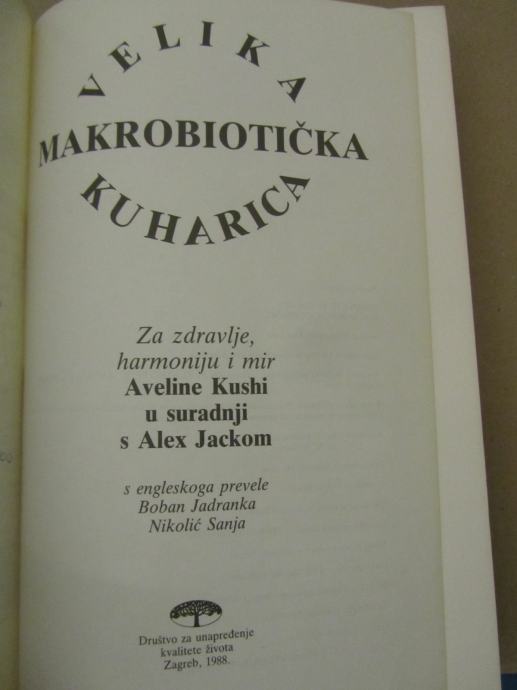 VELIKA
MAKROBIOTIČKA
KUHARICA
Za zdravlje,
harmoniju i mir
Aveline Kushi
u suradnji
s Alex Jackom
s engleskoga prevele
Boban Jadranka
Nikolić Sanja
Društvo za unapređenje
kvalitete života
Zagreb, 1988.